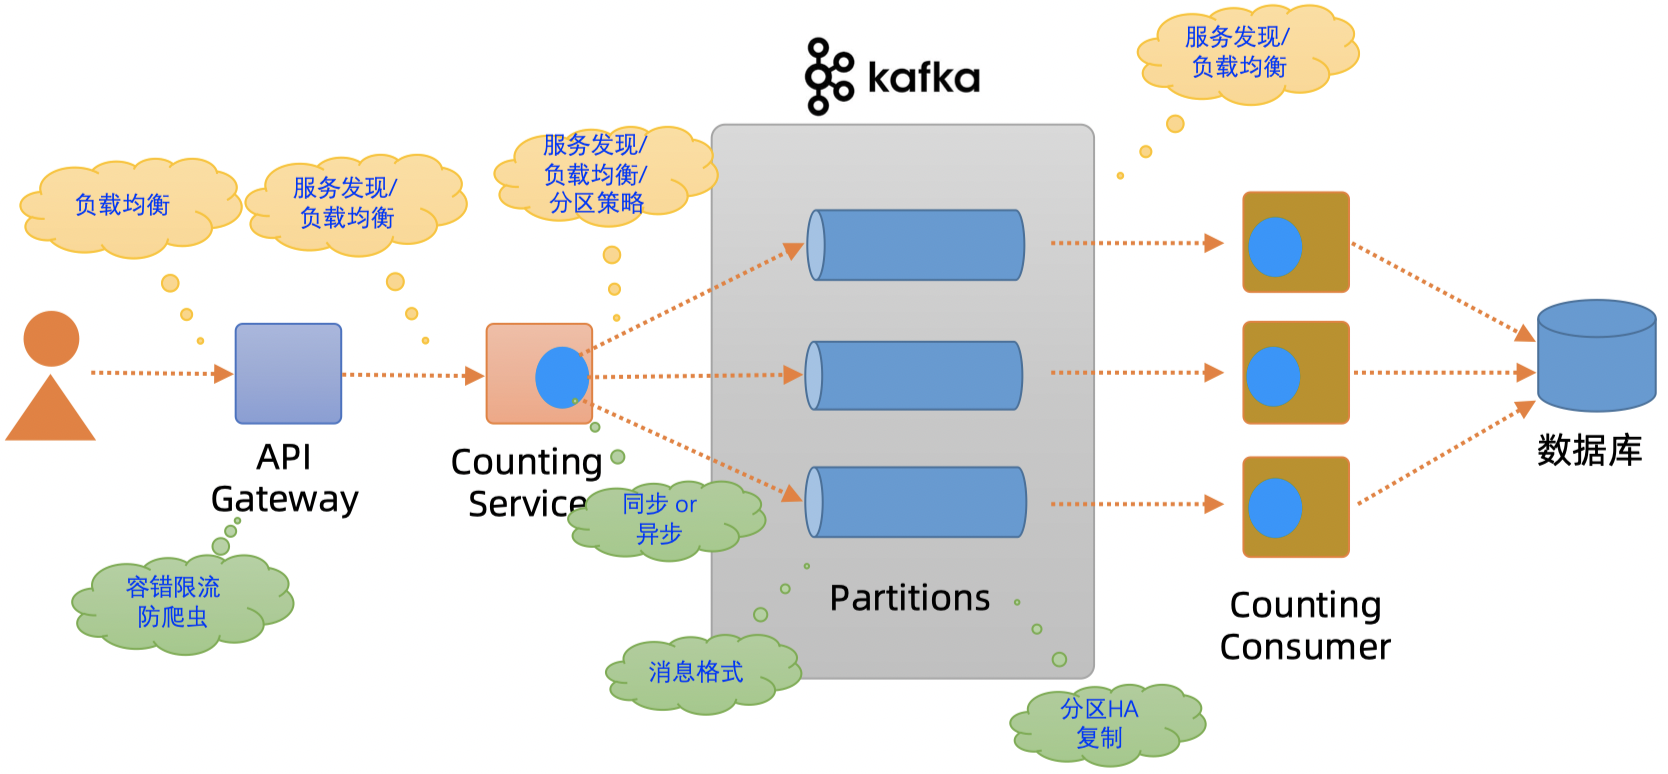 服务发现/
负载均衡
kafka
服务发现/
负载均衡/
分区策略
负载均衡
服务发现/
负载均衡
API
Gateway
Counting
Service
数据库
同步 or
异步
容错限流
防爬虫
Partitions
Counting
Consumer
消息格式
分区HA
复制